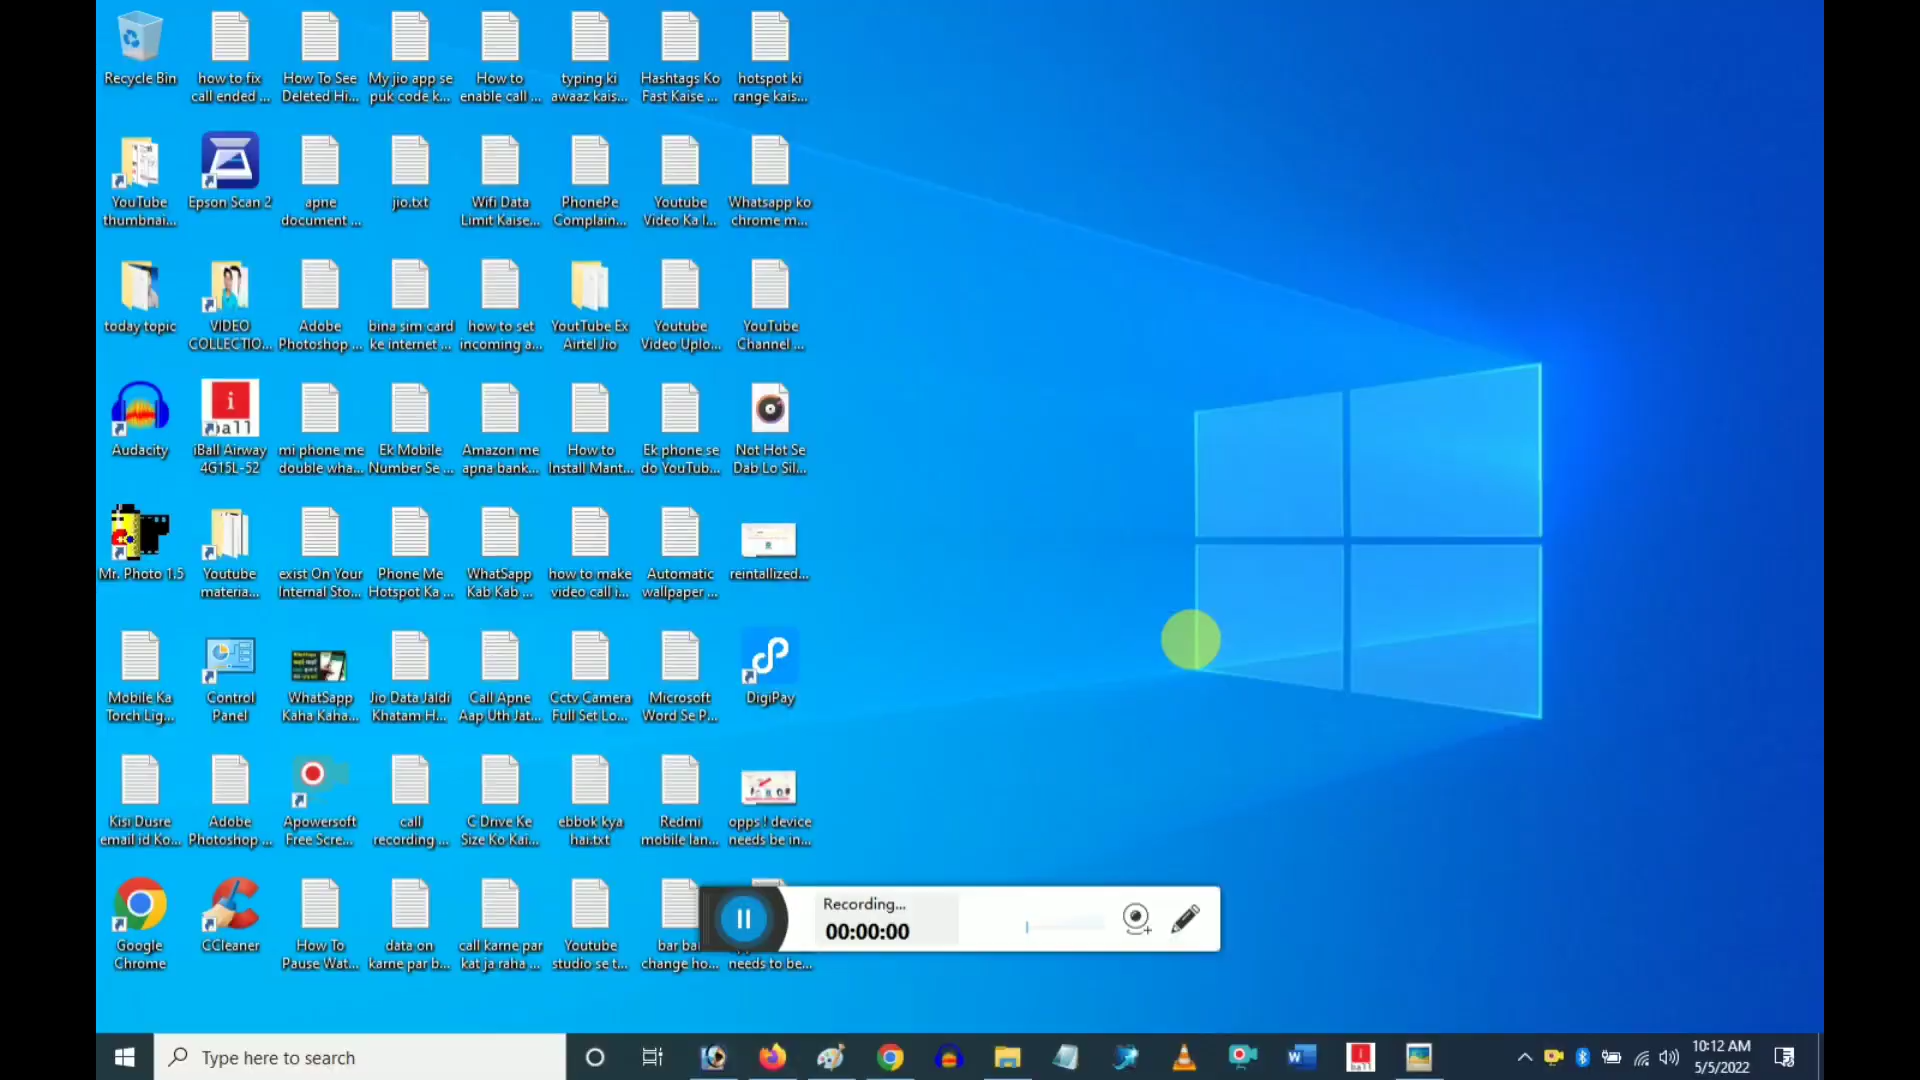 Recycle Bin
how to fix
call ended ...
How To See
Deleted Hi...
My jio app se
puk code k...
How to
enable call ...
typing ki
awaaz kais...
Hashtags Ko
Fast Kaise ...
hotspot ki
range kais...
YouTube
thumbnai...
Epson Scan 2
apne
document ...
jio.txt
Wifi Data
Limit Kaise...
PhonePe
Complain...
Youtube
Video Ka l...
Whatsapp ko
chrome m...
today topic
VIDEO
COLLECTIO...
Adobe
Photoshop ...
bina sim card
ke internet ...
how to set
incoming a...
YoutTube Ex
Airtel Jio
Youtube
Video Uplo...
YouTube
Channel ...
Audacity
i
ball
iBall Airway
4G15L-52
mi phone me
double wha...
Ek Mobile
Number Se ...
Amazon me
apna bank...
How to
Install Mant...
Ek phone se
do YouTub...
Not Hot Se
Dab Lo Sil...
Mr. Photo 1.5
Youtube
materia...
exist On Your
Internal Sto...
Phone Me
Hotspot Ka ...
WhatSapp
Kab Kab ...
how to make
video call i...
Automatic
wallpaper ...
reintallized...
Mobile Ka
Torch Lig...
Control
Panel
WhatSapp
Kaha Kaha...
Jio Data Jaldi
Khatam H...
Call Apne
Aap Uth Jat...
Cctv Camera
Full Set Lo...
Microsoft
Word Se P...
DigiPay
Kisi Dusre
email id Ko...
Adobe
Photoshop ...
Apowersoft
Free Scre...
call
recording ...
C Drive Ke
Size Ko Kai...
ebbok kya
hai.txt
Redmi
mobile lan...
opps ! device
needs be in...
Google
Chrome
CCleaner
How To
Pause Wat...
data on
karne par b...
call karne par
kat ja raha ...
Youtube
studio se t...
bar ba
change ho...
needs to be...
Recording...
00:00:00
Type here to search
W
i
ball
10:12 AM
5/5/2022